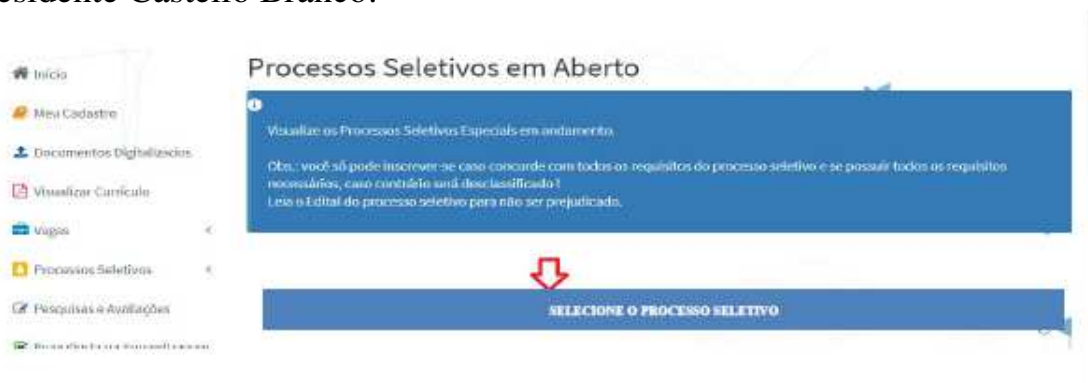 Presidente Castello Branco.
Início
Meu Cadastro
Documentos Digitalizados
Visualizar Currículo
Vagas
Processos Seletivos
Pesquisas e Avaliações
Processos Seletivos em Aberto
Visualize os Processos Seletivos Especiais em andamento.
Obs.: você só pode inscrever-se caso concorde com todos os requisitos do processo seletivo e se possuir todos os requisitos
necessários, caso contrário será desclassificado!
Leia o Edital do processo seletivo para não ser prejudicado.
SELECIONE O PROCESSO SELETIVO